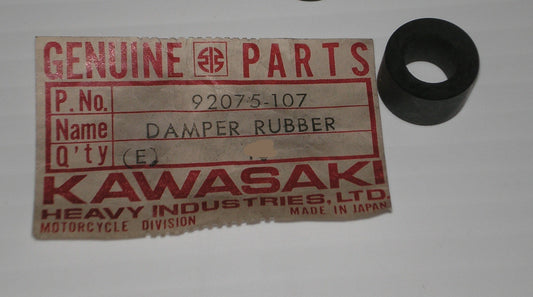 GENUINE PARTS
P. No. 92075-107
Name DAMPER RUBBER
Q'ty (E)
KAWASAKI
HEAVY INDUSTRIES, LTD.
MOTORCYCLE DIVISION MADE IN JAPAN